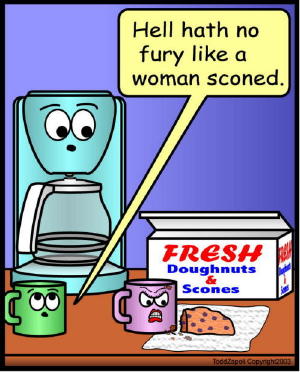 Hell hath no
fury like a
woman sconed.
FRESH
Doughnuts
&
Scones
ToddZapoli Copyright2003